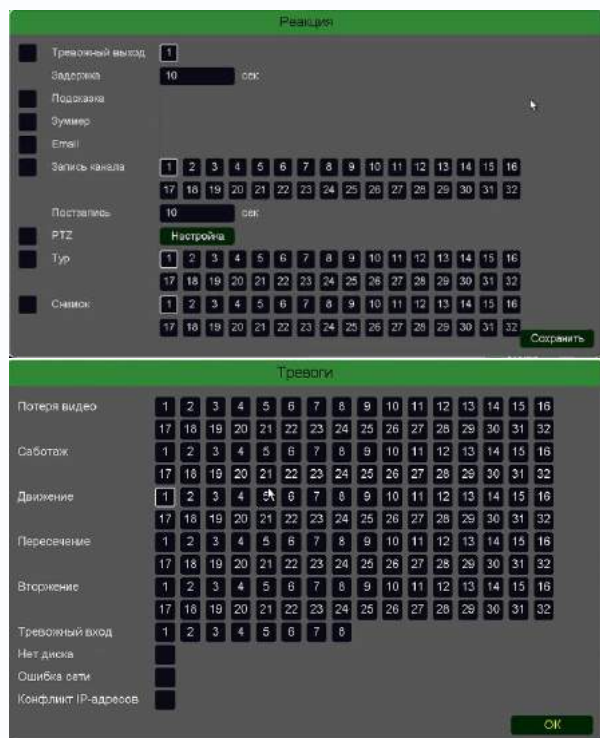 Реакция
Тревожный выход 1
Задержка 10 сек
Подсказка
Зуммер
Email
Запись канала 1 2 3 4 5 6 7 8 9 10 11 12 13 14 15 16
17 18 19 20 21 22 23 24 25 26 27 28 29 30 31 32
Постзапись 10 сек
PTZ Настройка
Тур 1 2 3 4 5 6 7 8 9 10 11 12 13 14 15 16
17 18 19 20 21 22 23 24 25 26 27 28 29 30 31 32
Снимок 1 2 3 4 5 6 7 8 9 10 11 12 13 14 15 16
17 18 19 20 21 22 23 24 25 26 27 28 29 30 31 32
Сохранить
Тревоги
Потеря видео 1 2 3 4 5 6 7 8 9 10 11 12 13 14 15 16
17 18 19 20 21 22 23 24 25 26 27 28 29 30 31 32
Саботаж 1 2 3 4 5 6 7 8 9 10 11 12 13 14 15 16
17 18 19 20 21 22 23 24 25 26 27 28 29 30 31 32
Движение 1 2 3 4 5 6 7 8 9 10 11 12 13 14 15 16
17 18 19 20 21 22 23 24 25 26 27 28 29 30 31 32
Пересечение 1 2 3 4 5 6 7 8 9 10 11 12 13 14 15 16
17 18 19 20 21 22 23 24 25 26 27 28 29 30 31 32
Вторжение 1 2 3 4 5 6 7 8 9 10 11 12 13 14 15 16
17 18 19 20 21 22 23 24 25 26 27 28 29 30 31 32
Тревожный вход 1 2 3 4 5 6 7 8
Нет диска
Ошибка сети
Конфликт IP-адресов
OK